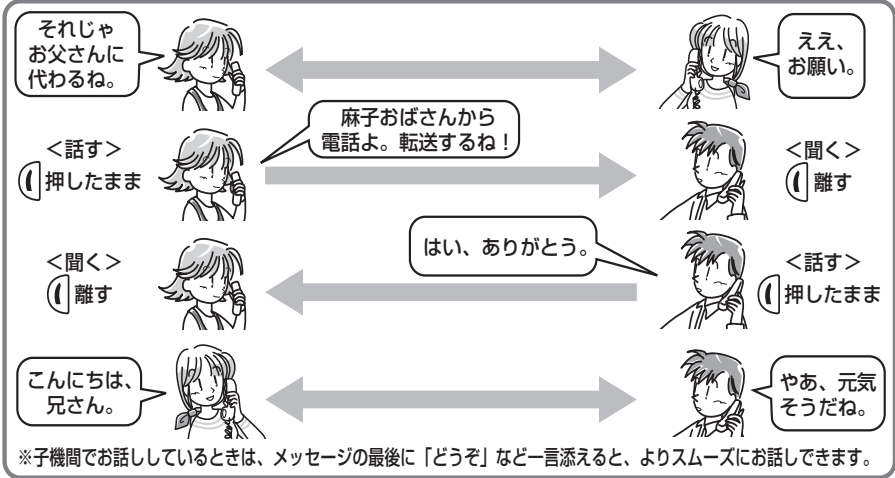 それじゃ
お父さんに
代わるね。
ええ、
お願い。
麻子おばさんから
電話よ。転送するね！
＜話す＞
押したまま
＜聞く＞
離す
はい、ありがとう。
＜聞く＞
離す
＜話す＞
押したまま
こんにちは、
兄さん。
やあ、元気
そうだね。
※子機間でお話ししているときは、メッセージの最後に「どうぞ」など一言添えると、よりスムーズにお話しできます。